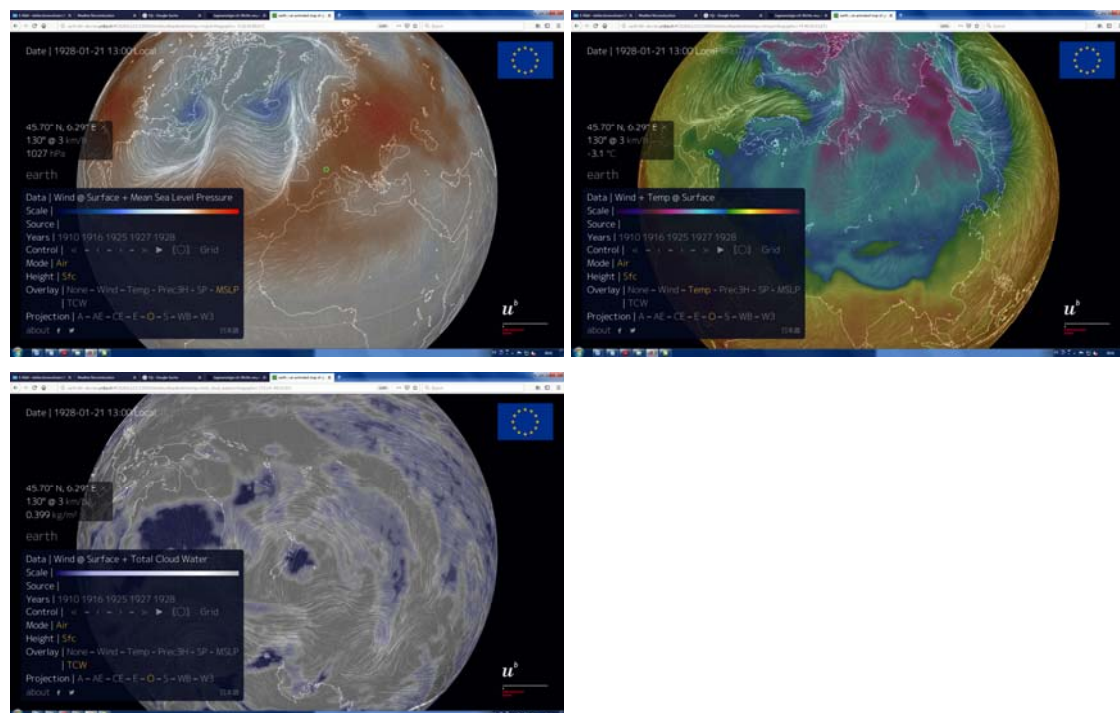 Date | 1928-01-21 13:00 Local
45.70° N, 6.29° E
130° @ 3 km/h
1027 hPa
earth
Data | Wind @ Surface + Mean Sea Level Pressure
Scale |
Source |
Years | 1910 1916 1925 1927 1928
Control | Grid
Mode | Air
Height | Sfc
Overlay | None – Wind – Temp – Prec3H – SP – MSLP
| TCW
Projection | A – AE – CE – E – O – S – WB – W3
about
u b
Date | 1928-01-21 13:00 Local
45.70° N, 6.29° E
130° @ 3 km/h
-3.1 °C
earth
Data | Wind + Temp @ Surface
Scale |
Source |
Years | 1910 1916 1925 1927 1928
Control | Grid
Mode | Air
Height | Sfc
Overlay | None – Wind – Temp – Prec3H – SP – MSLP
| TCW
Projection | A – AE – CE – E – O – S – WB – W3
about
u b
Date | 1928-01-21 13:00 Local
45.70° N, 6.29° E
130° @ 3 km/h
0.399 kg/m²
earth
Data | Wind @ Surface + Total Cloud Water
Scale |
Source |
Years | 1910 1916 1925 1927 1928
Control | Grid
Mode | Air
Height | Sfc
Overlay | None – Wind – Temp – Prec3H – SP – MSLP
| TCW
Projection | A – AE – CE – E – O – S – WB – W3
about
u b